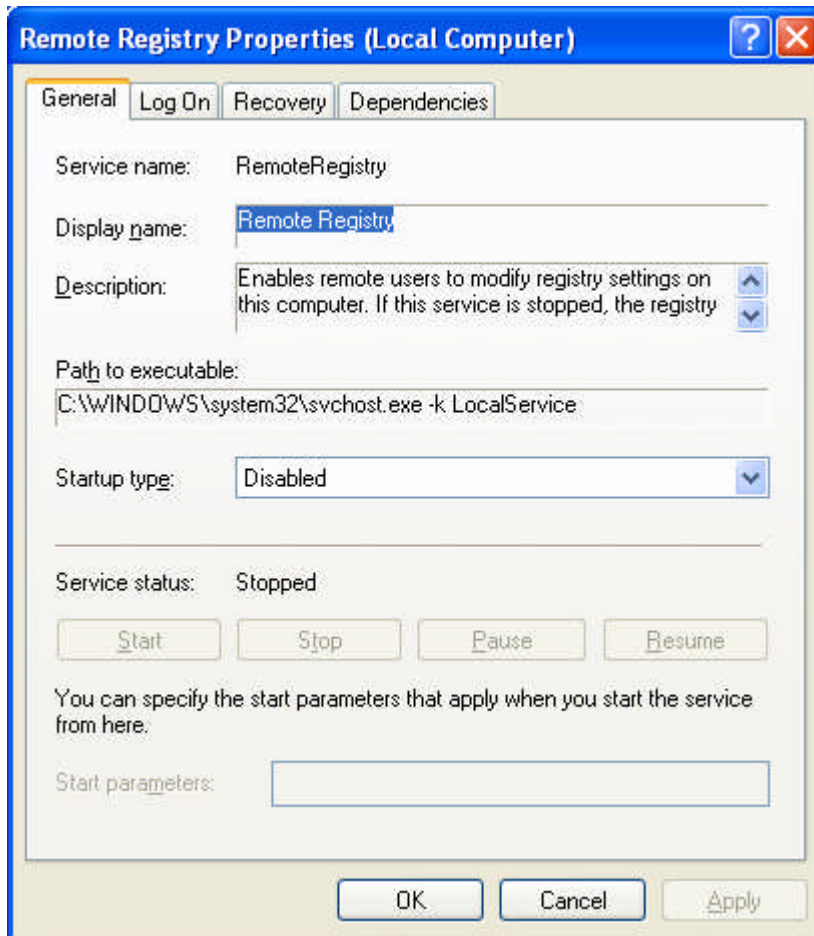 Remote Registry Properties (Local Computer)
General Log On Recovery Dependencies
Service name: RemoteRegistry
Display name: Remote Registry
Description: Enables remote users to modify registry settings on
this computer. If this service is stopped, the registry
Path to executable:
C:\WINDOWS\system32\svchost.exe -k LocalService
Startup type: Disabled
Service status: Stopped
Start Stop Pause Resume
You can specify the start parameters that apply when you start the service
from here.
Start parameters:
OK Cancel Apply